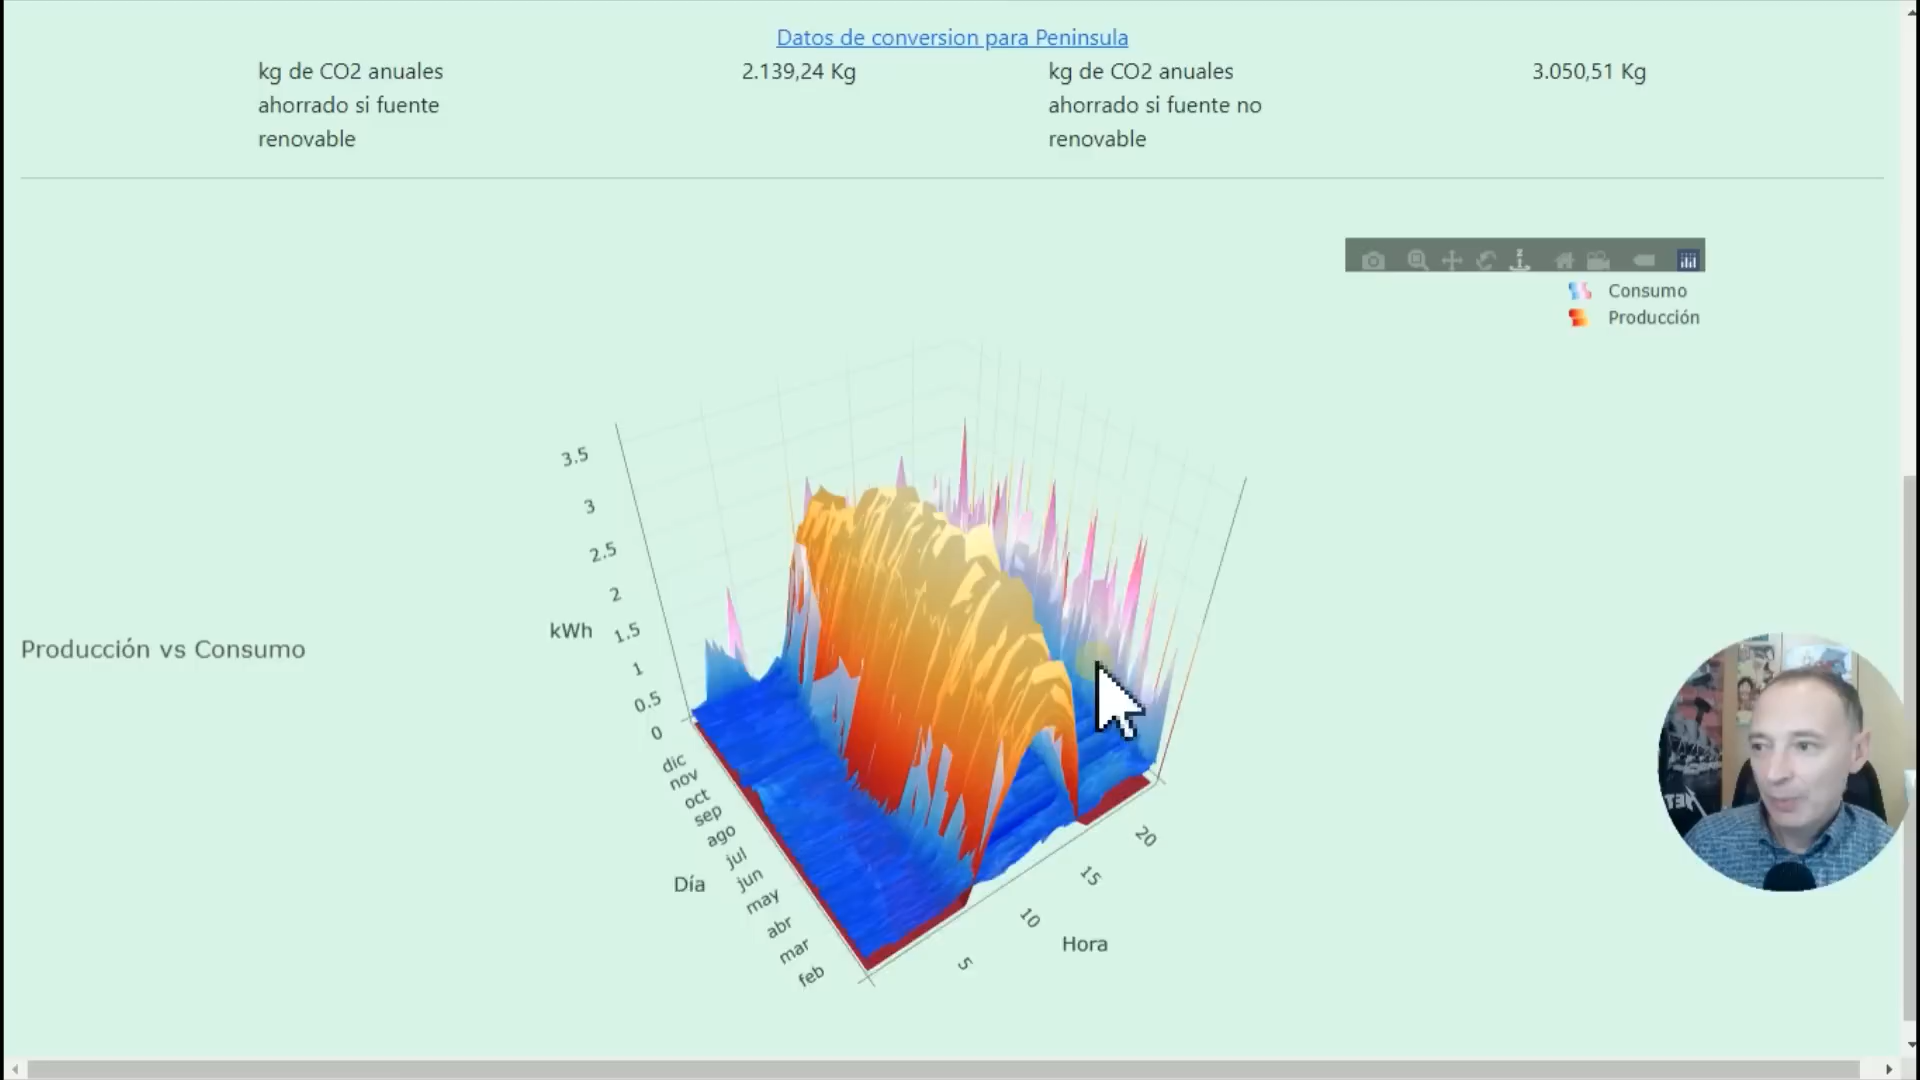 Datos de conversion para Peninsula
kg de CO2 anuales
ahorrado si fuente
renovable
2.139,24 Kg
kg de CO2 anuales
ahorrado si fuente no
renovable
3.050,51 Kg
z
Consumo
Producción
Producción vs Consumo
3.5
3
2.5
2
1.5
1
0.5
0
kWh
dic
nov
oct
sep
ago
jul
jun
may
abr
mar
feb
Día
5
10
15
20
Hora